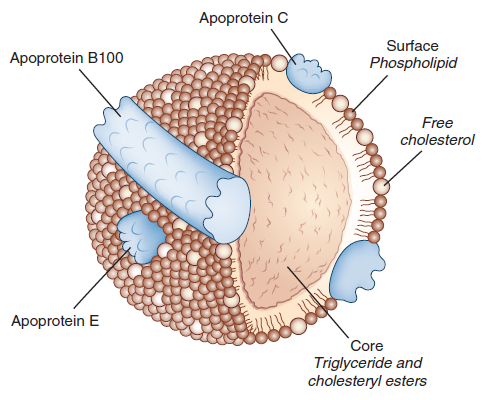 Apoprotein C
Apoprotein B100
Surface
Phospholipid
Free
cholesterol
Apoprotein E
Core
Triglyceride and
cholesteryl esters